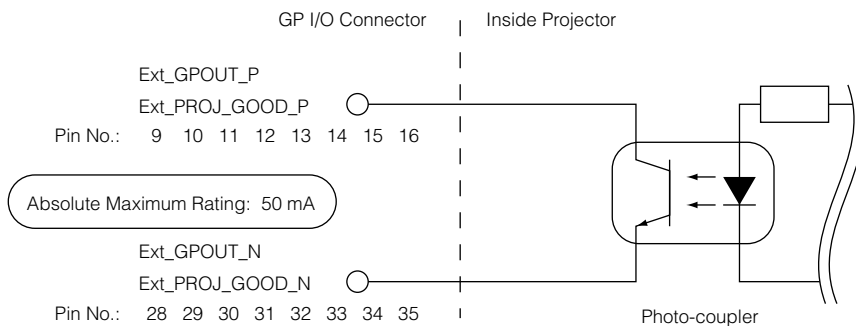 GP I/O Connector
Inside Projector
Ext_GPOUT_P
Ext_PROJ_GOOD_P
Pin No.: 9 10 11 12 13 14 15 16
Absolute Maximum Rating: 50 mA
Ext_GPOUT_N
Ext_PROJ_GOOD_N
Pin No.: 28 29 30 31 32 33 34 35
Photo-coupler